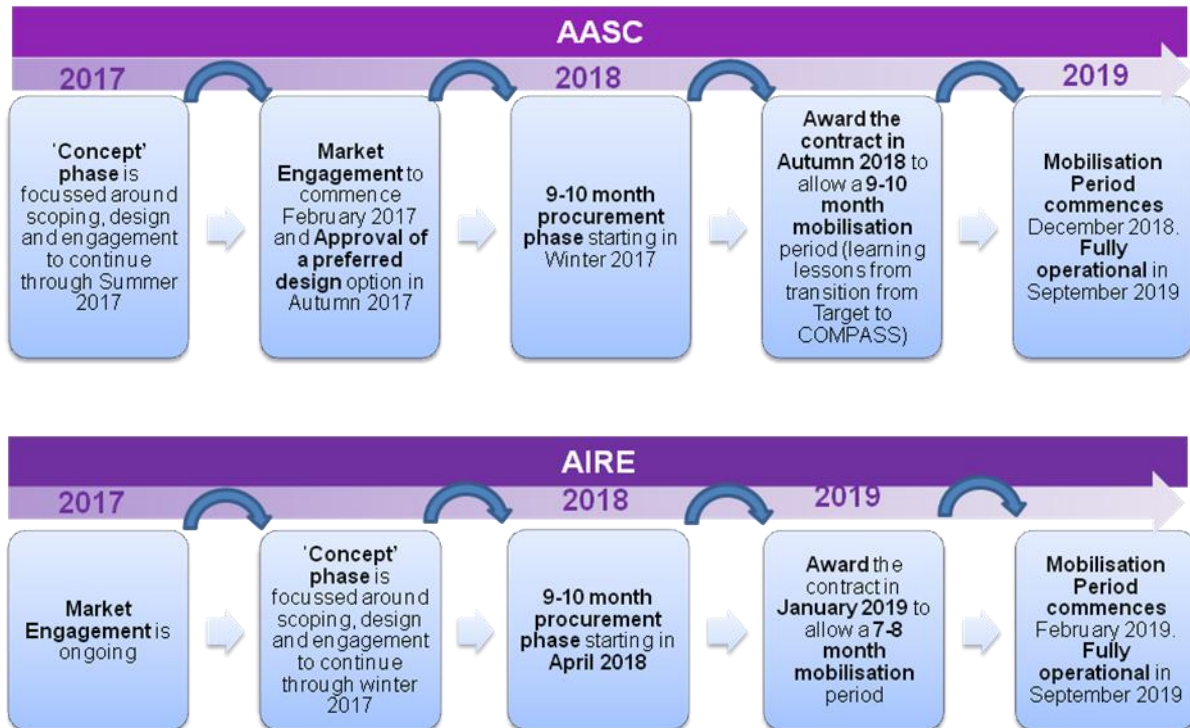 AASC
2017
2018
2019
'Concept'
phase is
focussed around
scoping, design
and engagement
to continue
through Summer
2017
Market
Engagement to
commence
February 2017
and Approval of
a preferred
design option in
Autumn 2017
9-10 month
procurement
phase starting in
Winter 2017
Award the
contract in
Autumn 2018 to
allow a 9-10
month
mobilisation
period (learning
lessons from
transition from
Target to
COMPASS)
Mobilisation
Period
commences
December 2018.
Fully
operational in
September 2019
AIRE
2017
2018
2019
Market
Engagement is
ongoing
'Concept'
phase is
focussed around
scoping, design
and engagement
to continue
through winter
2017
9-10 month
procurement
phase starting in
April 2018
Award the
contract in
January 2019 to
allow a 7-8
month
mobilisation
period
Mobilisation
Period
commences
February 2019.
Fully
operational in
September 2019